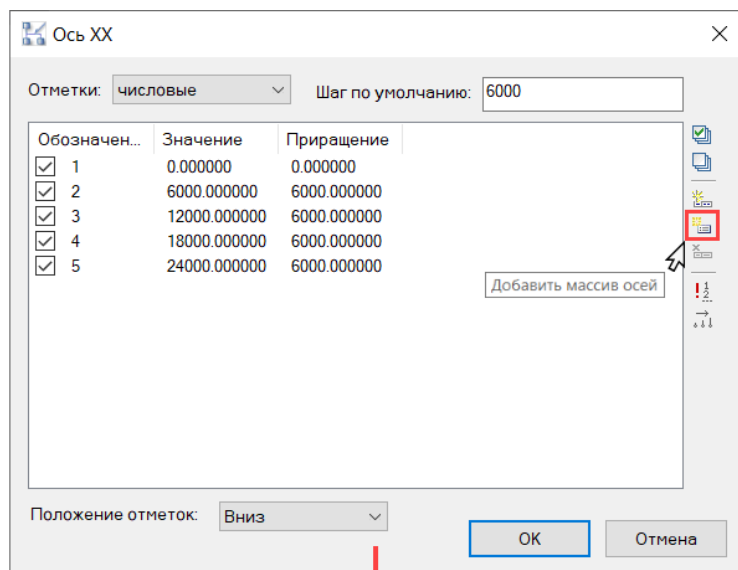 Ось XX
Отметки: числовые Шаг по умолчанию: 6000
Обозначен... Значение Приращение
1 0.000000 0.000000
2 6000.000000 6000.000000
3 12000.000000 6000.000000
4 18000.000000 6000.000000
5 24000.000000 6000.000000
Добавить массив осей
Положение отметок: Вниз
OK Отмена